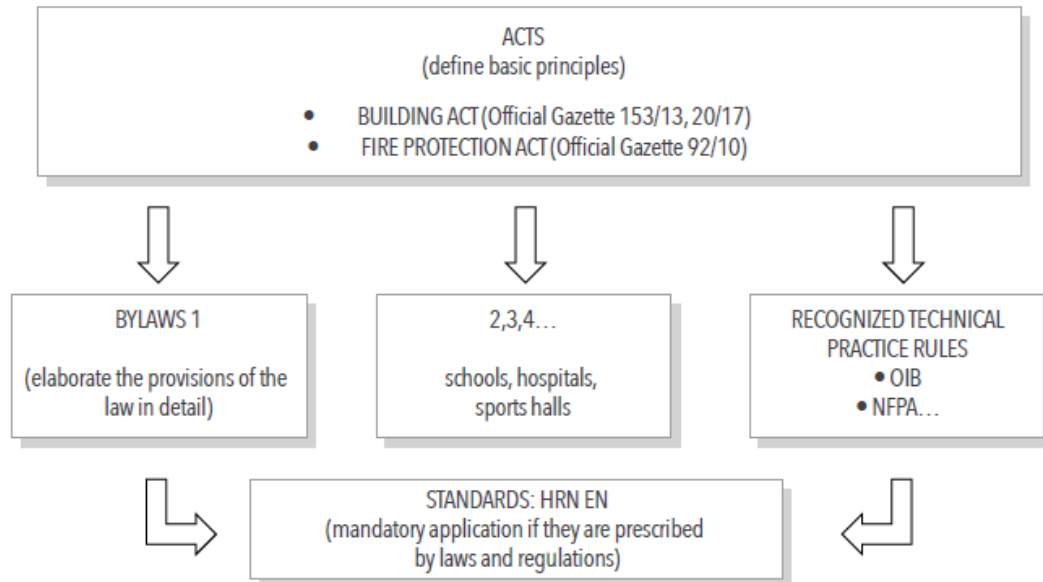 ACTS
(define basic principles)
• BUILDING ACT (Official Gazette 153/13, 20/17)
• FIRE PROTECTION ACT (Official Gazette 92/10)
BYLAWS 1
(elaborate the provisions of the
law in detail)
2,3,4…
schools, hospitals,
sports halls
RECOGNIZED TECHNICAL
PRACTICE RULES
• OIB
• NFPA…
STANDARDS: HRN EN
(mandatory application if they are prescribed
by laws and regulations)